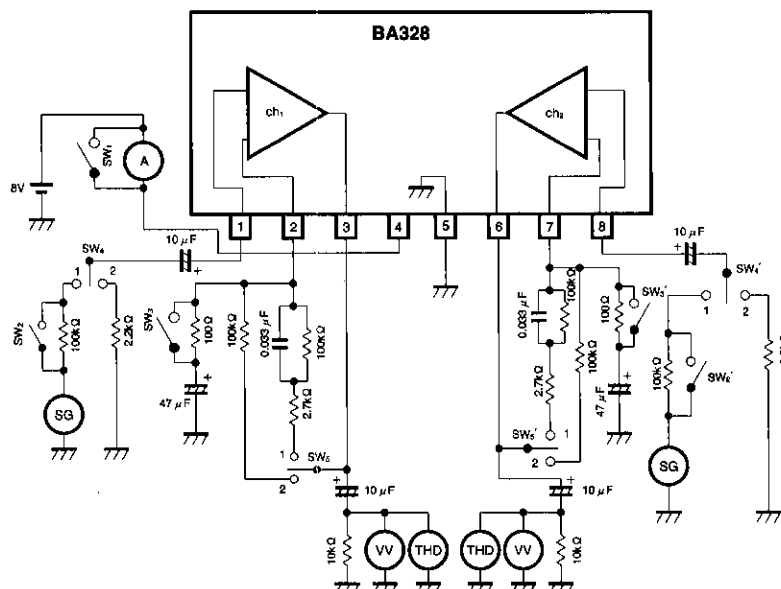 BA328
ch₁
ch₂
SW₁
A
8V
1
2
3
4
5
6
7
8
10 μF
10 μF
SW₄
1
2
SW₂
100kΩ
2.2kΩ
SG
SW₃
100Ω
47 μF
100kΩ
0.033 μF
100kΩ
2.7kΩ
1
SW₅
2
10 μF
10kΩ
VV
THD
THD
VV
10kΩ
10 μF
SW₅'
1
2
0.033 μF
100kΩ
2.7kΩ
100kΩ
100Ω
SW₃'
47 μF
SW₄'
1
2
100kΩ
SW₂'
SG